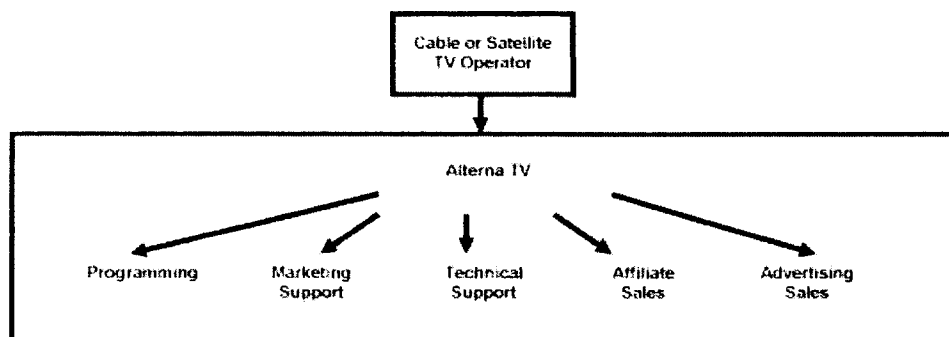 Cable or Satellite
TV Operator
Alterna TV
Programming
Marketing
Support
Technical
Support
Affiliate
Sales
Advertising
Sales